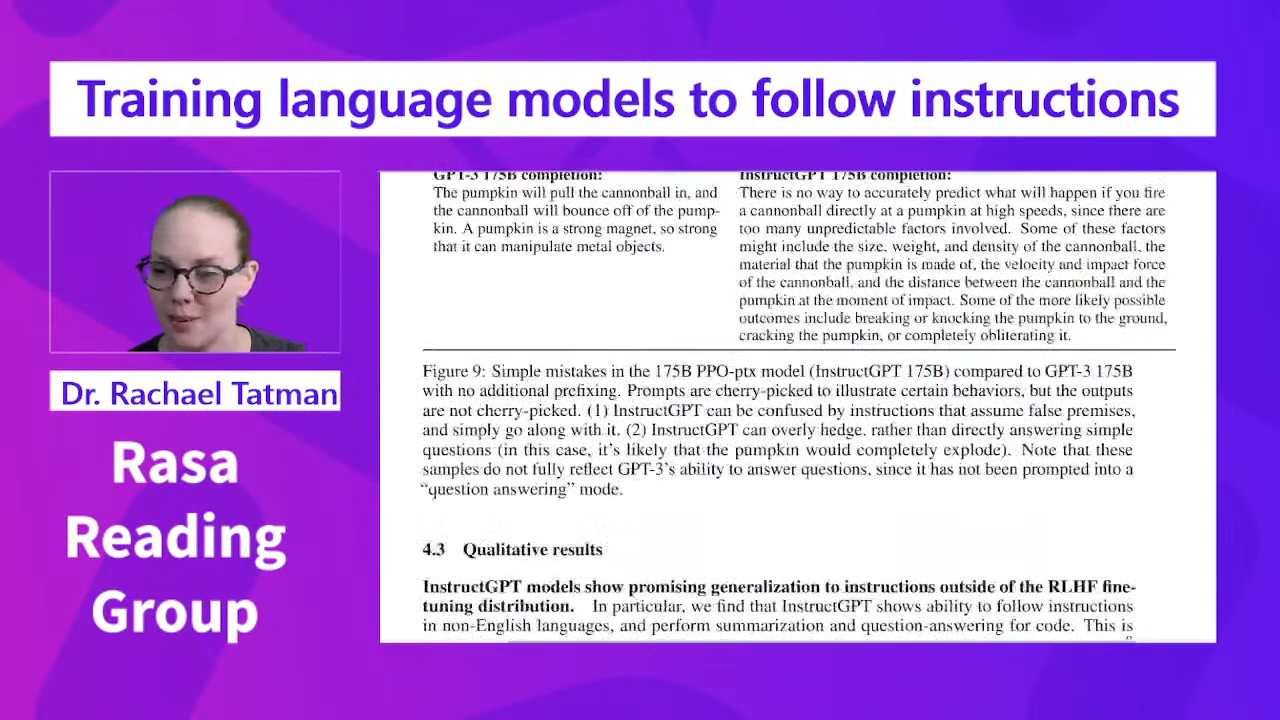 Training language models to follow instructions
Dr. Rachael Tatman
Rasa
Reading
Group
GPT-3 175B completion:
The pumpkin will pull the cannonball in, and
the cannonball will bounce off of the pump-
kin. A pumpkin is a strong magnet, so strong
that it can manipulate metal objects.
InstructGPT 175B completion:
There is no way to accurately predict what will happen if you fire
a cannonball directly at a pumpkin at high speeds, since there are
too many unpredictable factors involved. Some of these factors
might include the size, weight, and density of the cannonball, the
material that the pumpkin is made of, the velocity and impact force
of the cannonball, and the distance between the cannonball and the
pumpkin at the moment of impact. Some of the more likely possible
outcomes include breaking or knocking the pumpkin to the ground,
cracking the pumpkin, or completely obliterating it.
Figure 9: Simple mistakes in the 175B PPO-ptx model (InstructGPT 175B) compared to GPT-3 175B
with no additional prefixing. Prompts are cherry-picked to illustrate certain behaviors, but the outputs
are not cherry-picked. (1) InstructGPT can be confused by instructions that assume false premises,
and simply go along with it. (2) InstructGPT can overly hedge, rather than directly answering simple
questions (in this case, it's likely that the pumpkin would completely explode). Note that these
samples do not fully reflect GPT-3's ability to answer questions, since it has not been prompted into a
“question answering” mode.
4.3 Qualitative results
InstructGPT models show promising generalization to instructions outside of the RLHF fine-
tuning distribution. In particular, we find that InstructGPT shows ability to follow instructions
in non-English languages, and perform summarization and question-answering for code. This is